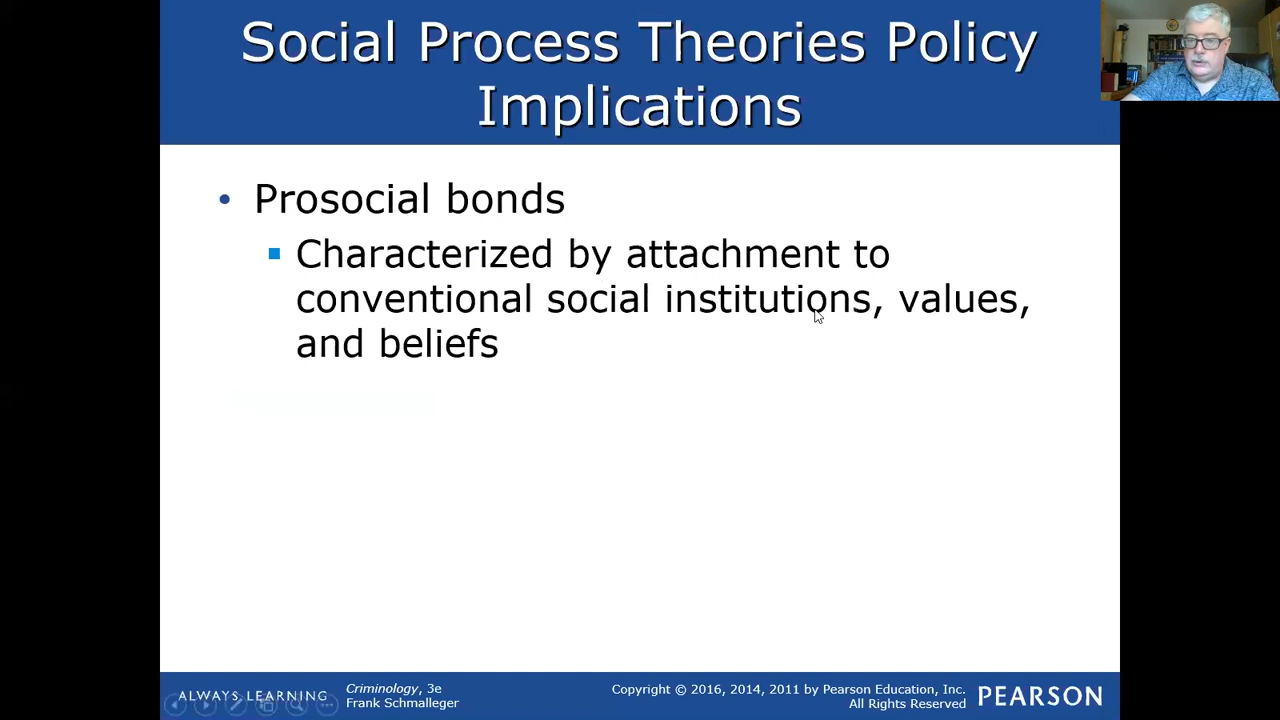 Social Process Theories Policy
Implications
• Prosocial bonds
▪ Characterized by attachment to
conventional social institutions, values,
and beliefs
ALWAYS LEARNING
Criminology, 3e
Frank Schmalleger
Copyright © 2016, 2014, 2011 by Pearson Education, Inc.
All Rights Reserved
PEARSON